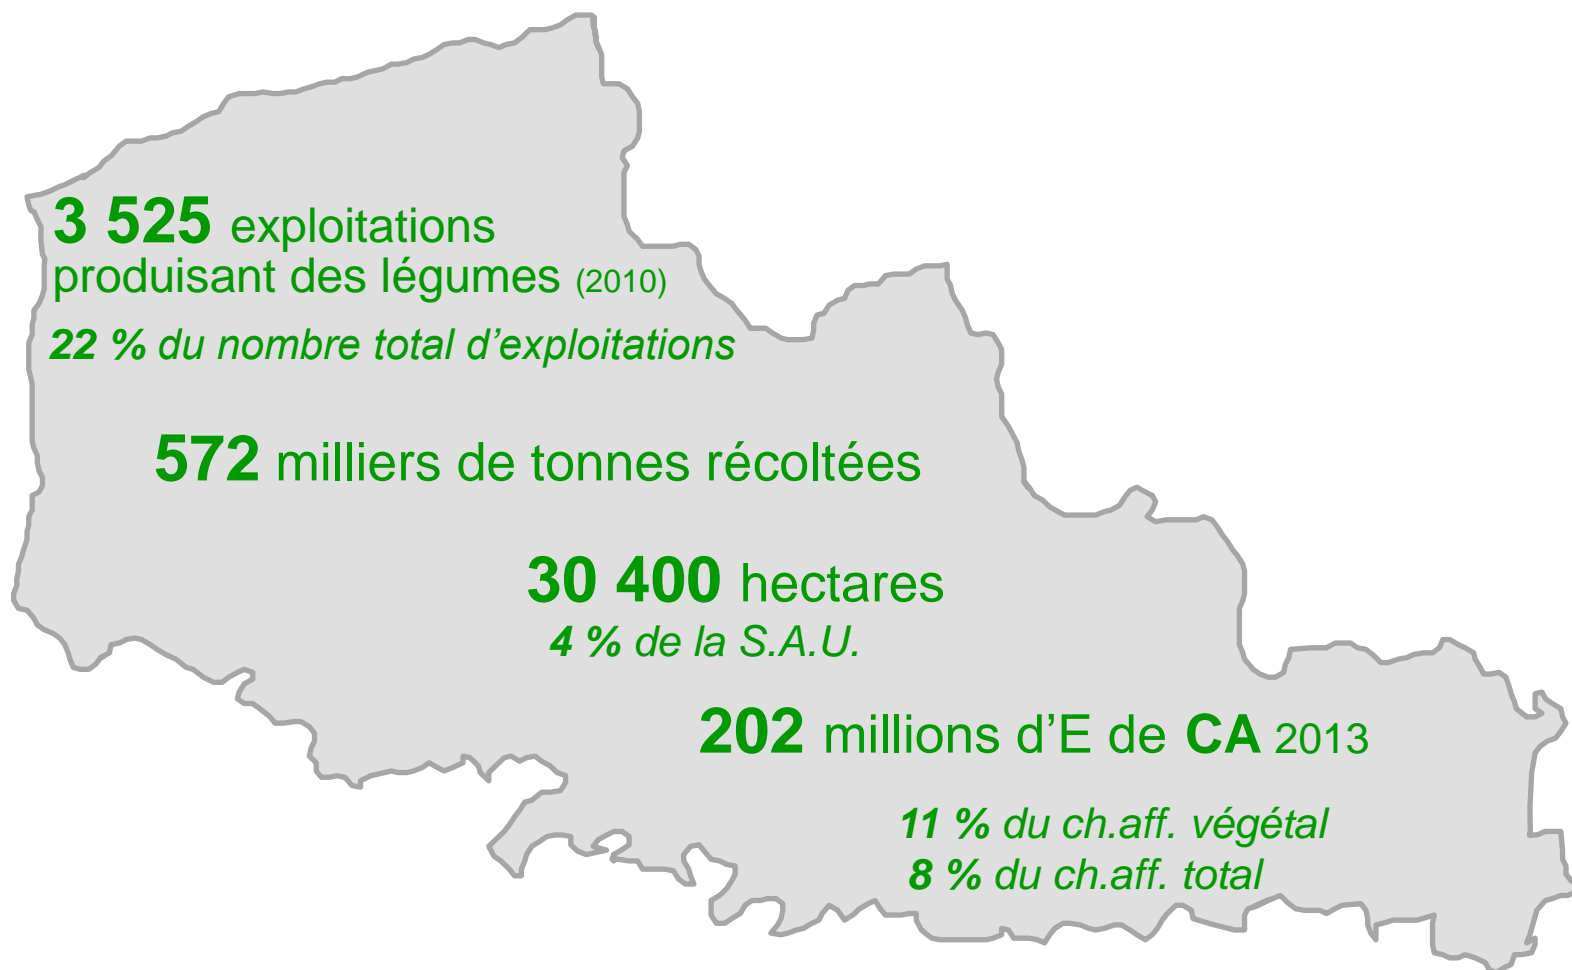 3 525 exploitations
produisant des légumes (2010)
22 % du nombre total d’exploitations
572 milliers de tonnes récoltées
30 400 hectares
4 % de la S.A.U.
202 millions d’E de CA 2013
11 % du ch.aff. végétal
8 % du ch.aff. total